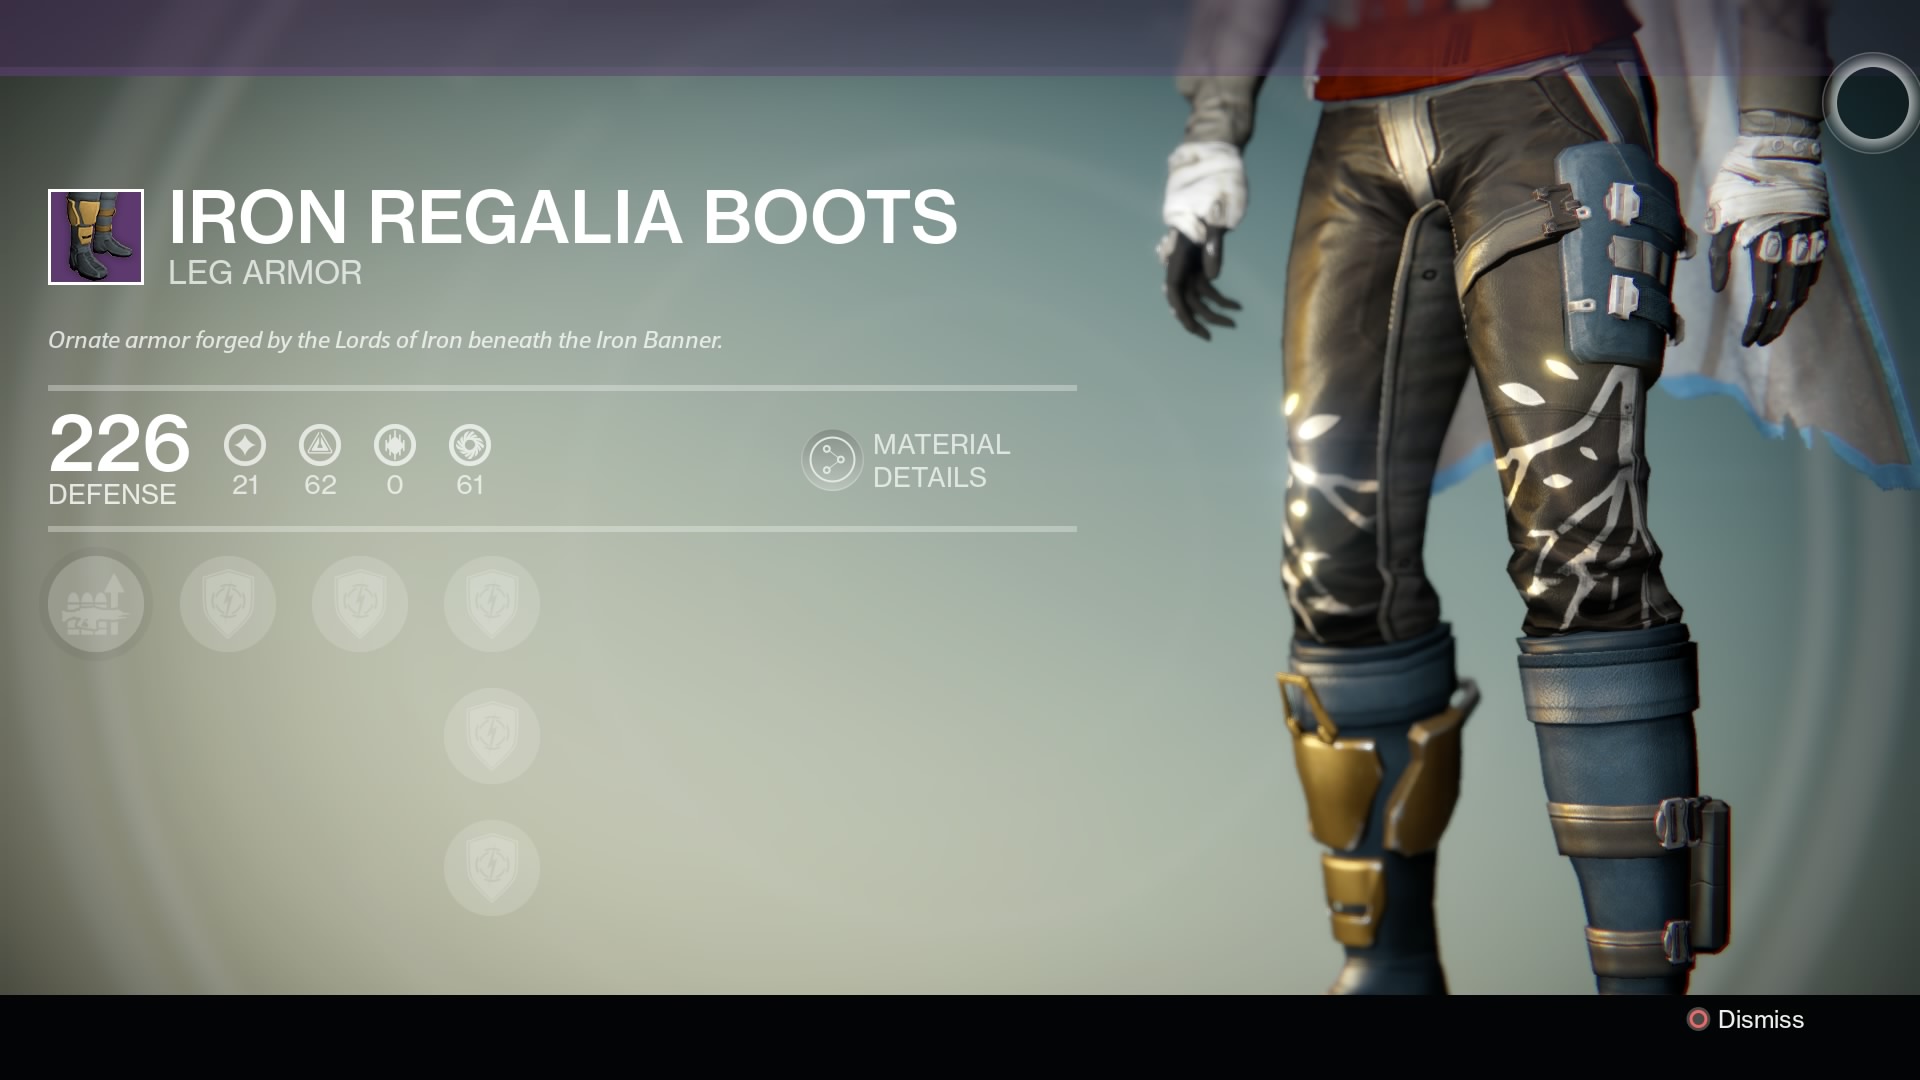 IRON REGALIA BOOTS
LEG ARMOR
Ornate armor forged by the Lords of Iron beneath the Iron Banner.
226
DEFENSE
21
62
0
61
MATERIAL
DETAILS
Dismiss